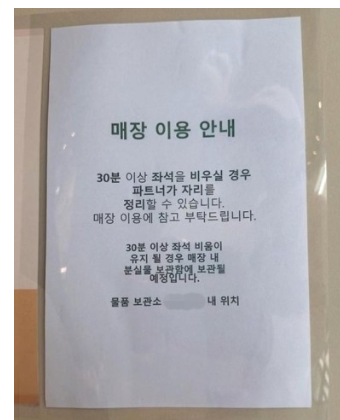 매장 이용 안내
30분 이상 좌석을 비우실 경우
파트너가 자리를
정리할 수 있습니다.
매장 이용에 참고 부탁드립니다.
30분 이상 좌석 비움이
유지 될 경우 매장 내
분실물 보관함에 보관될
예정입니다.
물품 보관소 내 위치